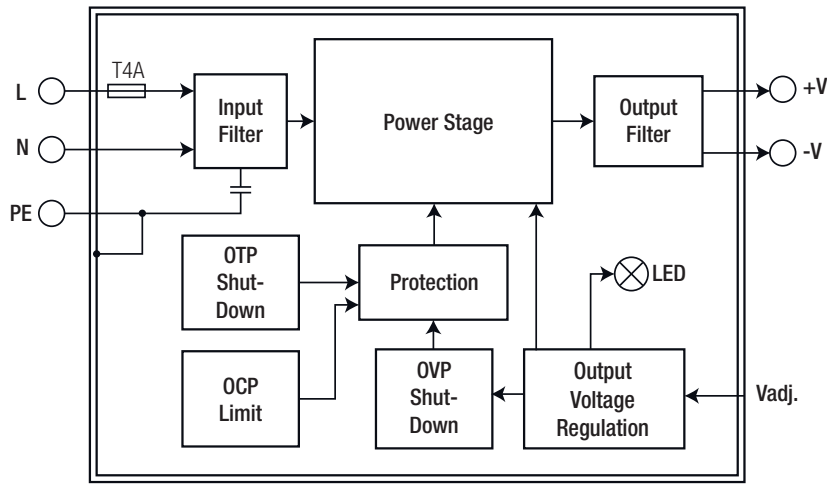 T4A
L
N
PE
Input
Filter
Power Stage
Output
Filter
+V
-V
OTP
Shut-
Down
Protection
LED
OCP
Limit
OVP
Shut-
Down
Output
Voltage
Regulation
Vadj.